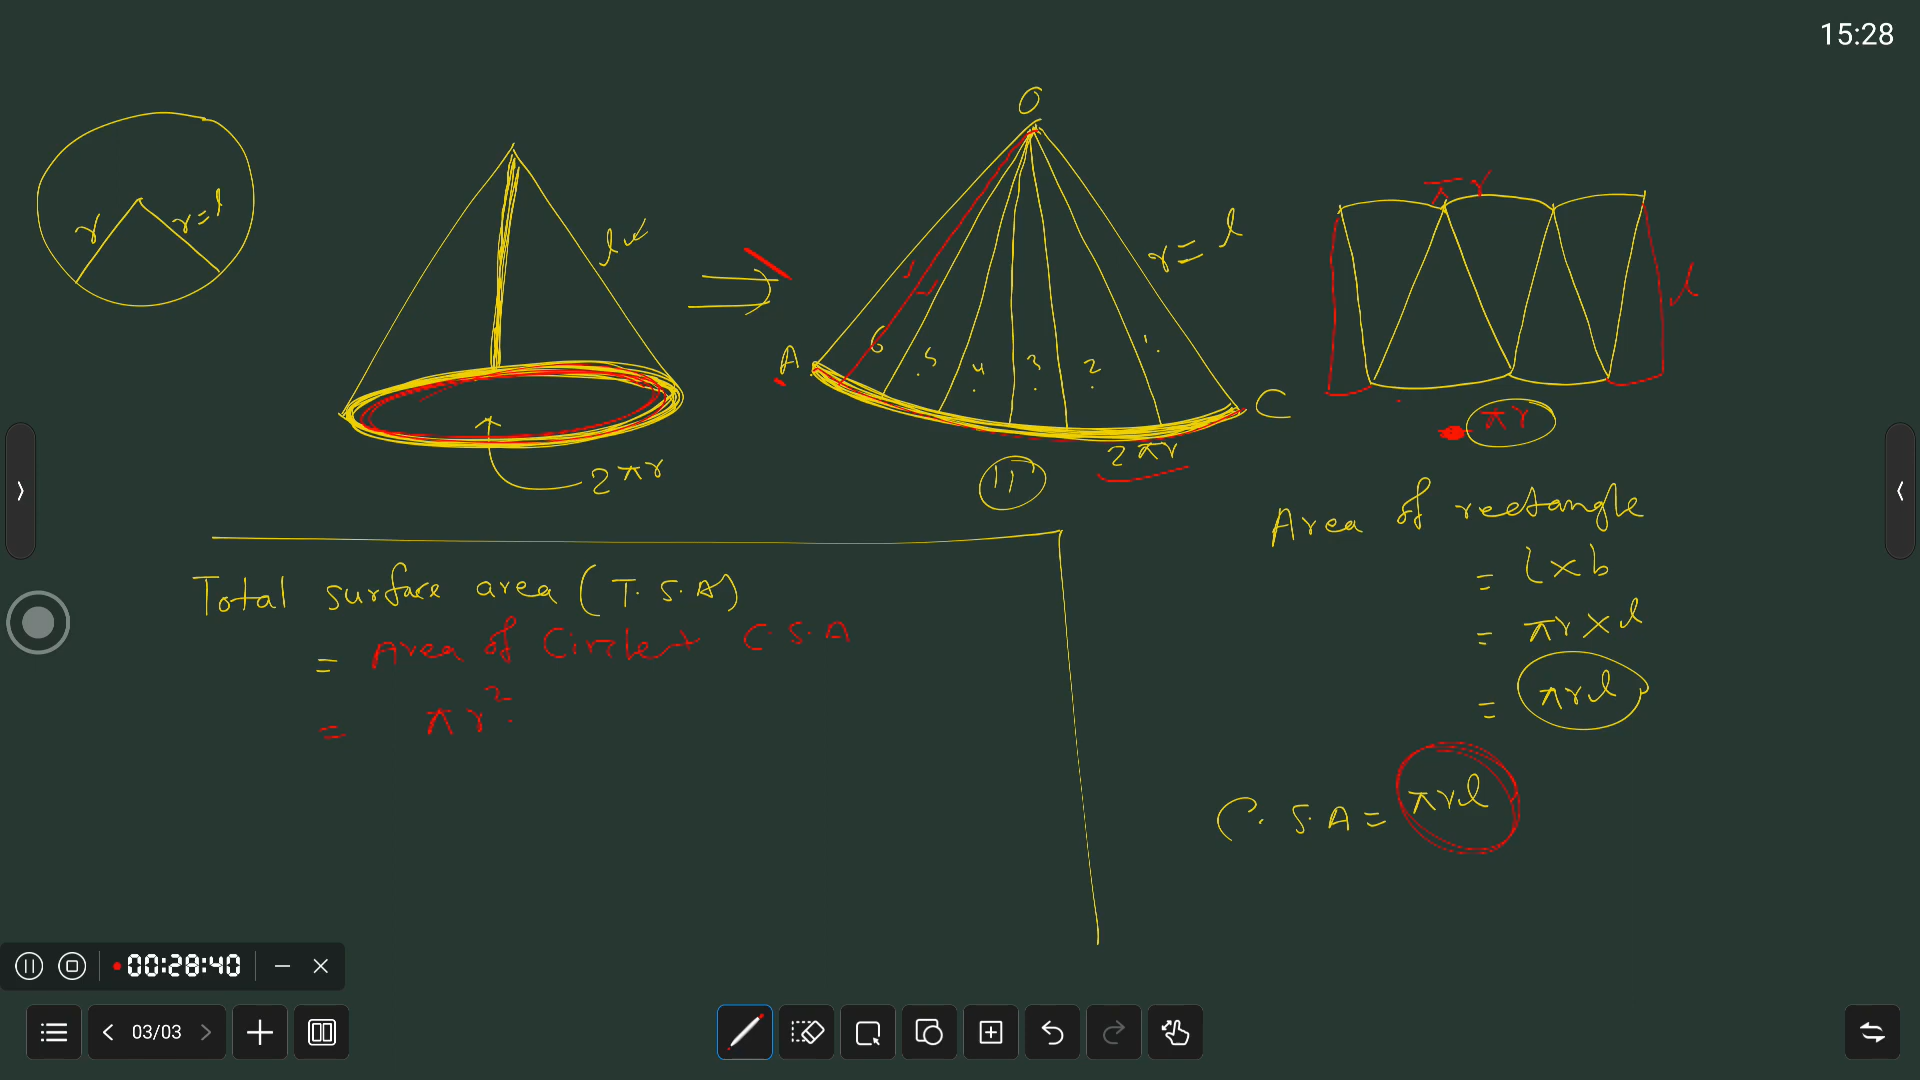 15:28
r
r=l
l
2πr
O
r = l
A
6
5
4
3
2
1
C
2πr
11
πr
l
πr
Area of rectangle
= l×b
= πr×l
= πrl
C.S.A = πrl
Total surface area (T.S.A)
= Area of Circle + C.S.A
= πr²
00:28:40
03/03